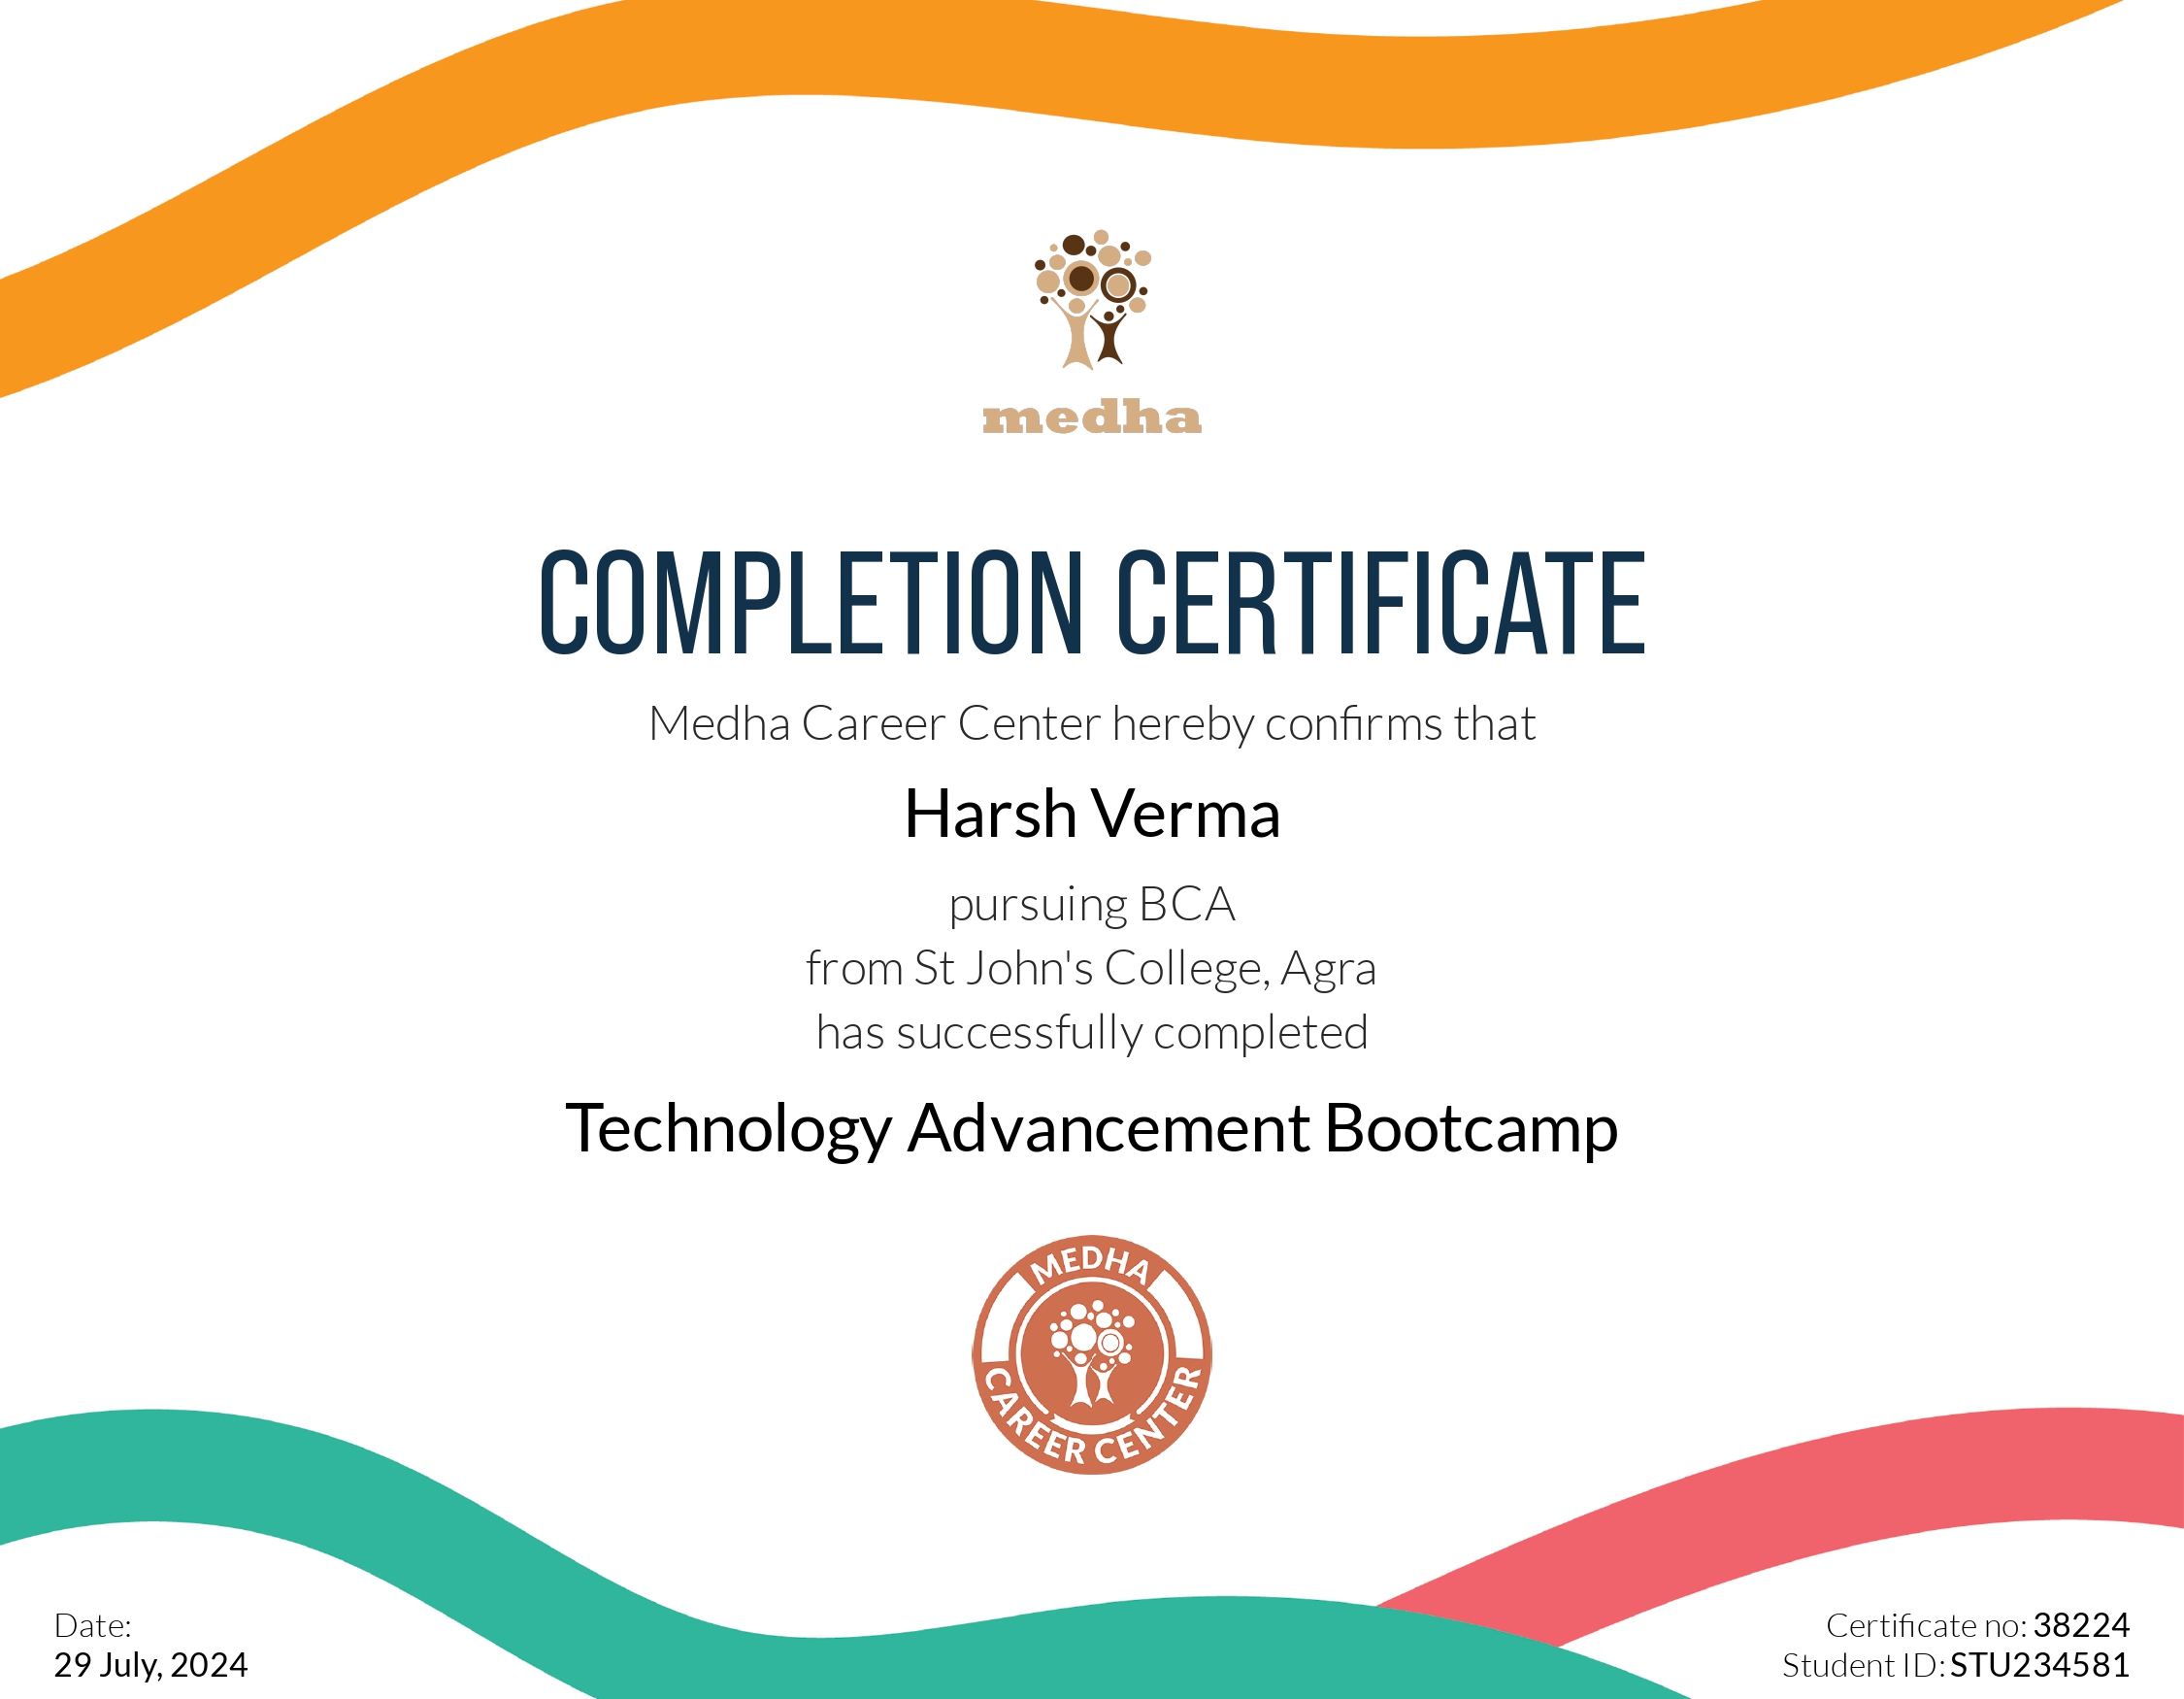 medha
COMPLETION CERTIFICATE
Medha Career Center hereby confirms that
Harsh Verma
pursuing BCA
from St John's College, Agra
has successfully completed
Technology Advancement Bootcamp
MEDHA
CAREER CENTER
Date:
29 July, 2024
Certificate no: 38224
Student ID: STU234581